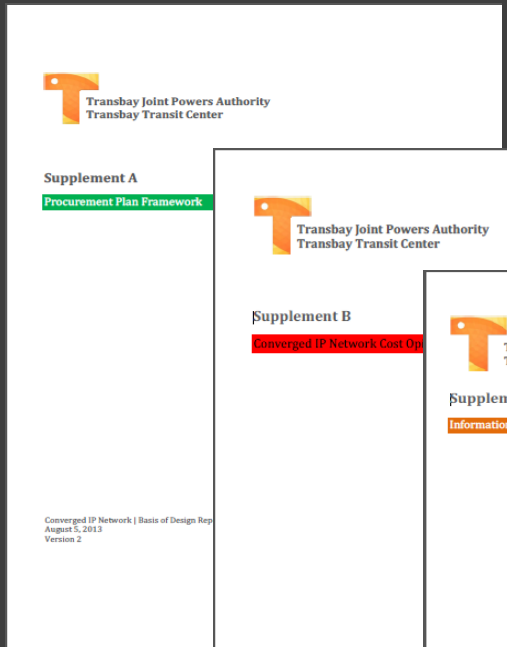 Transbay Joint Powers Authority
Transbay Transit Center
Supplement A
Procurement Plan Framework
Converged IP Network | Basis of Design Rep
August 5, 2013
Version 2
Transbay Joint Powers Authority
Transbay Transit Center
Supplement B
Converged IP Network Cost Op
Supplem
Information